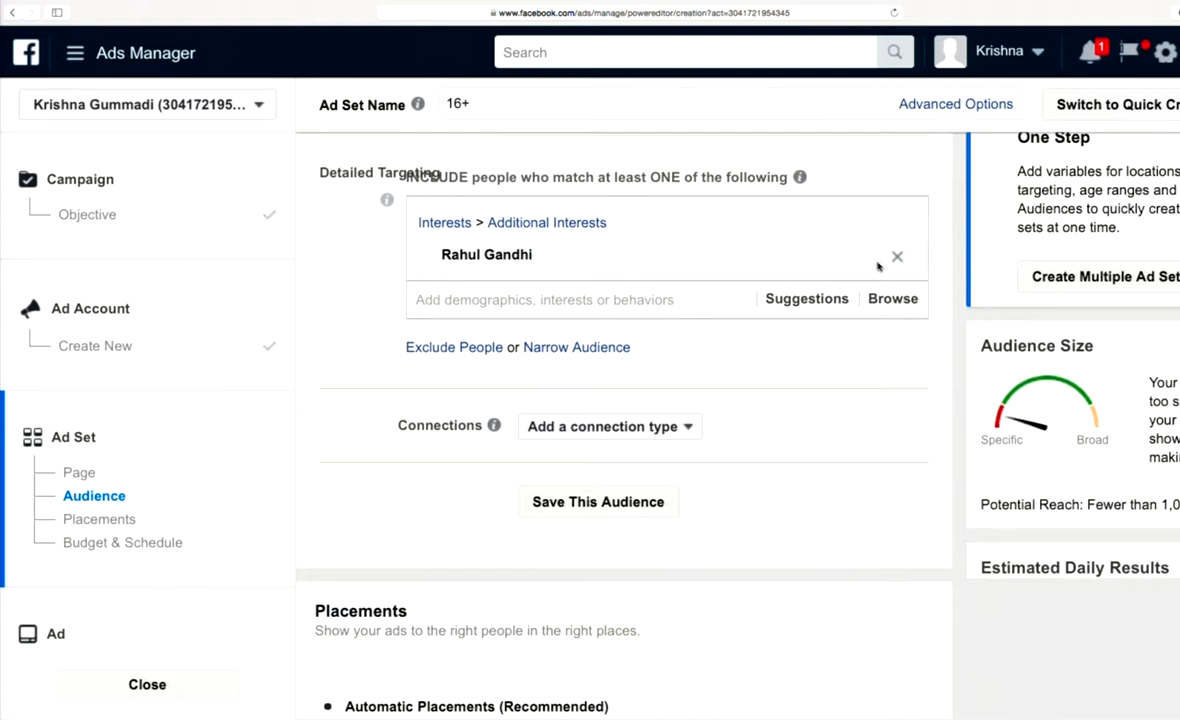 www.facebook.com/ads/manage/powereditor/creation?act=3041721954345
Ads Manager
Search
Krishna
1
Krishna Gummadi (304172195...
Ad Set Name
16+
Advanced Options
Switch to Quick Cr
Campaign
Objective
Ad Account
Create New
Ad Set
Page
Audience
Placements
Budget & Schedule
Ad
Close
Detailed Targeting
INCLUDE people who match at least ONE of the following
Interests > Additional Interests
Rahul Gandhi
Add demographics, interests or behaviors
Suggestions
Browse
Exclude People or Narrow Audience
Connections
Add a connection type
Save This Audience
Placements
Show your ads to the right people in the right places.
Automatic Placements (Recommended)
One Step
Add variables for locations
targeting, age ranges and
Audiences to quickly creat
sets at one time.
Create Multiple Ad Set
Audience Size
Specific
Broad
Your
too s
your
show
maki
Potential Reach: Fewer than 1,0
Estimated Daily Results